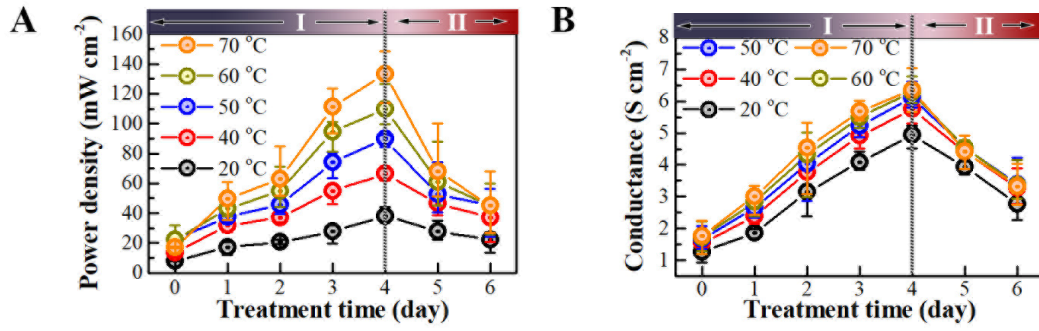 A
I
II
Power density (mW cm-2)
160
140
120
100
80
60
40
20
0
70 °C
60 °C
50 °C
40 °C
20 °C
0 1 2 3 4 5 6
Treatment time (day)
B
I
II
Conductance (S cm-2)
8
7
6
5
4
3
2
1
50 °C 70 °C
40 °C 60 °C
20 °C
0 1 2 3 4 5 6
Treatment time (day)